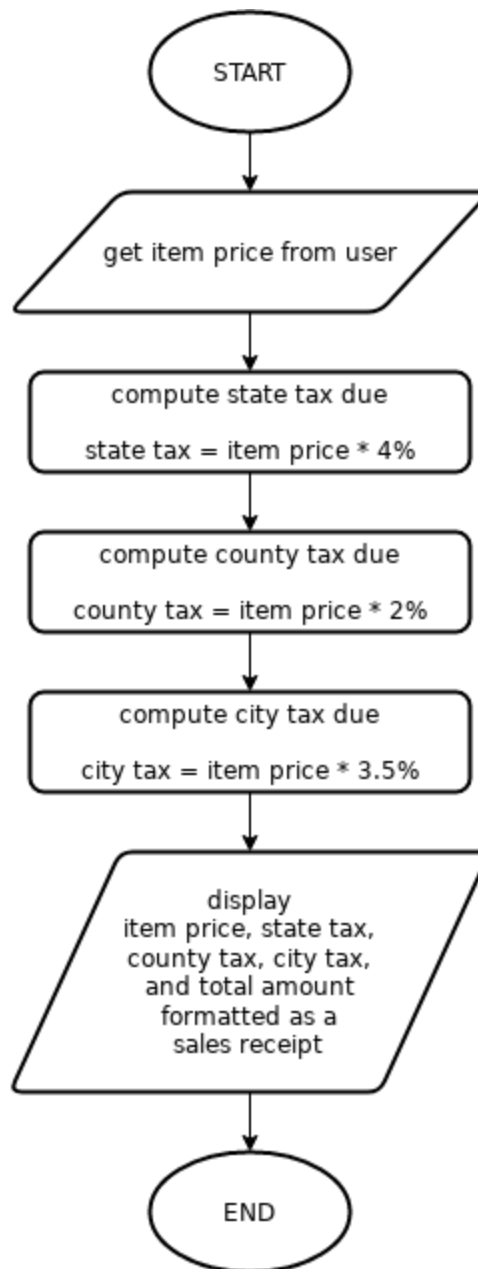 START
get item price from user
compute state tax due
state tax = item price * 4%
compute county tax due
county tax = item price * 2%
compute city tax due
city tax = item price * 3.5%
display
item price, state tax,
county tax, city tax,
and total amount
formatted as a
sales receipt
END